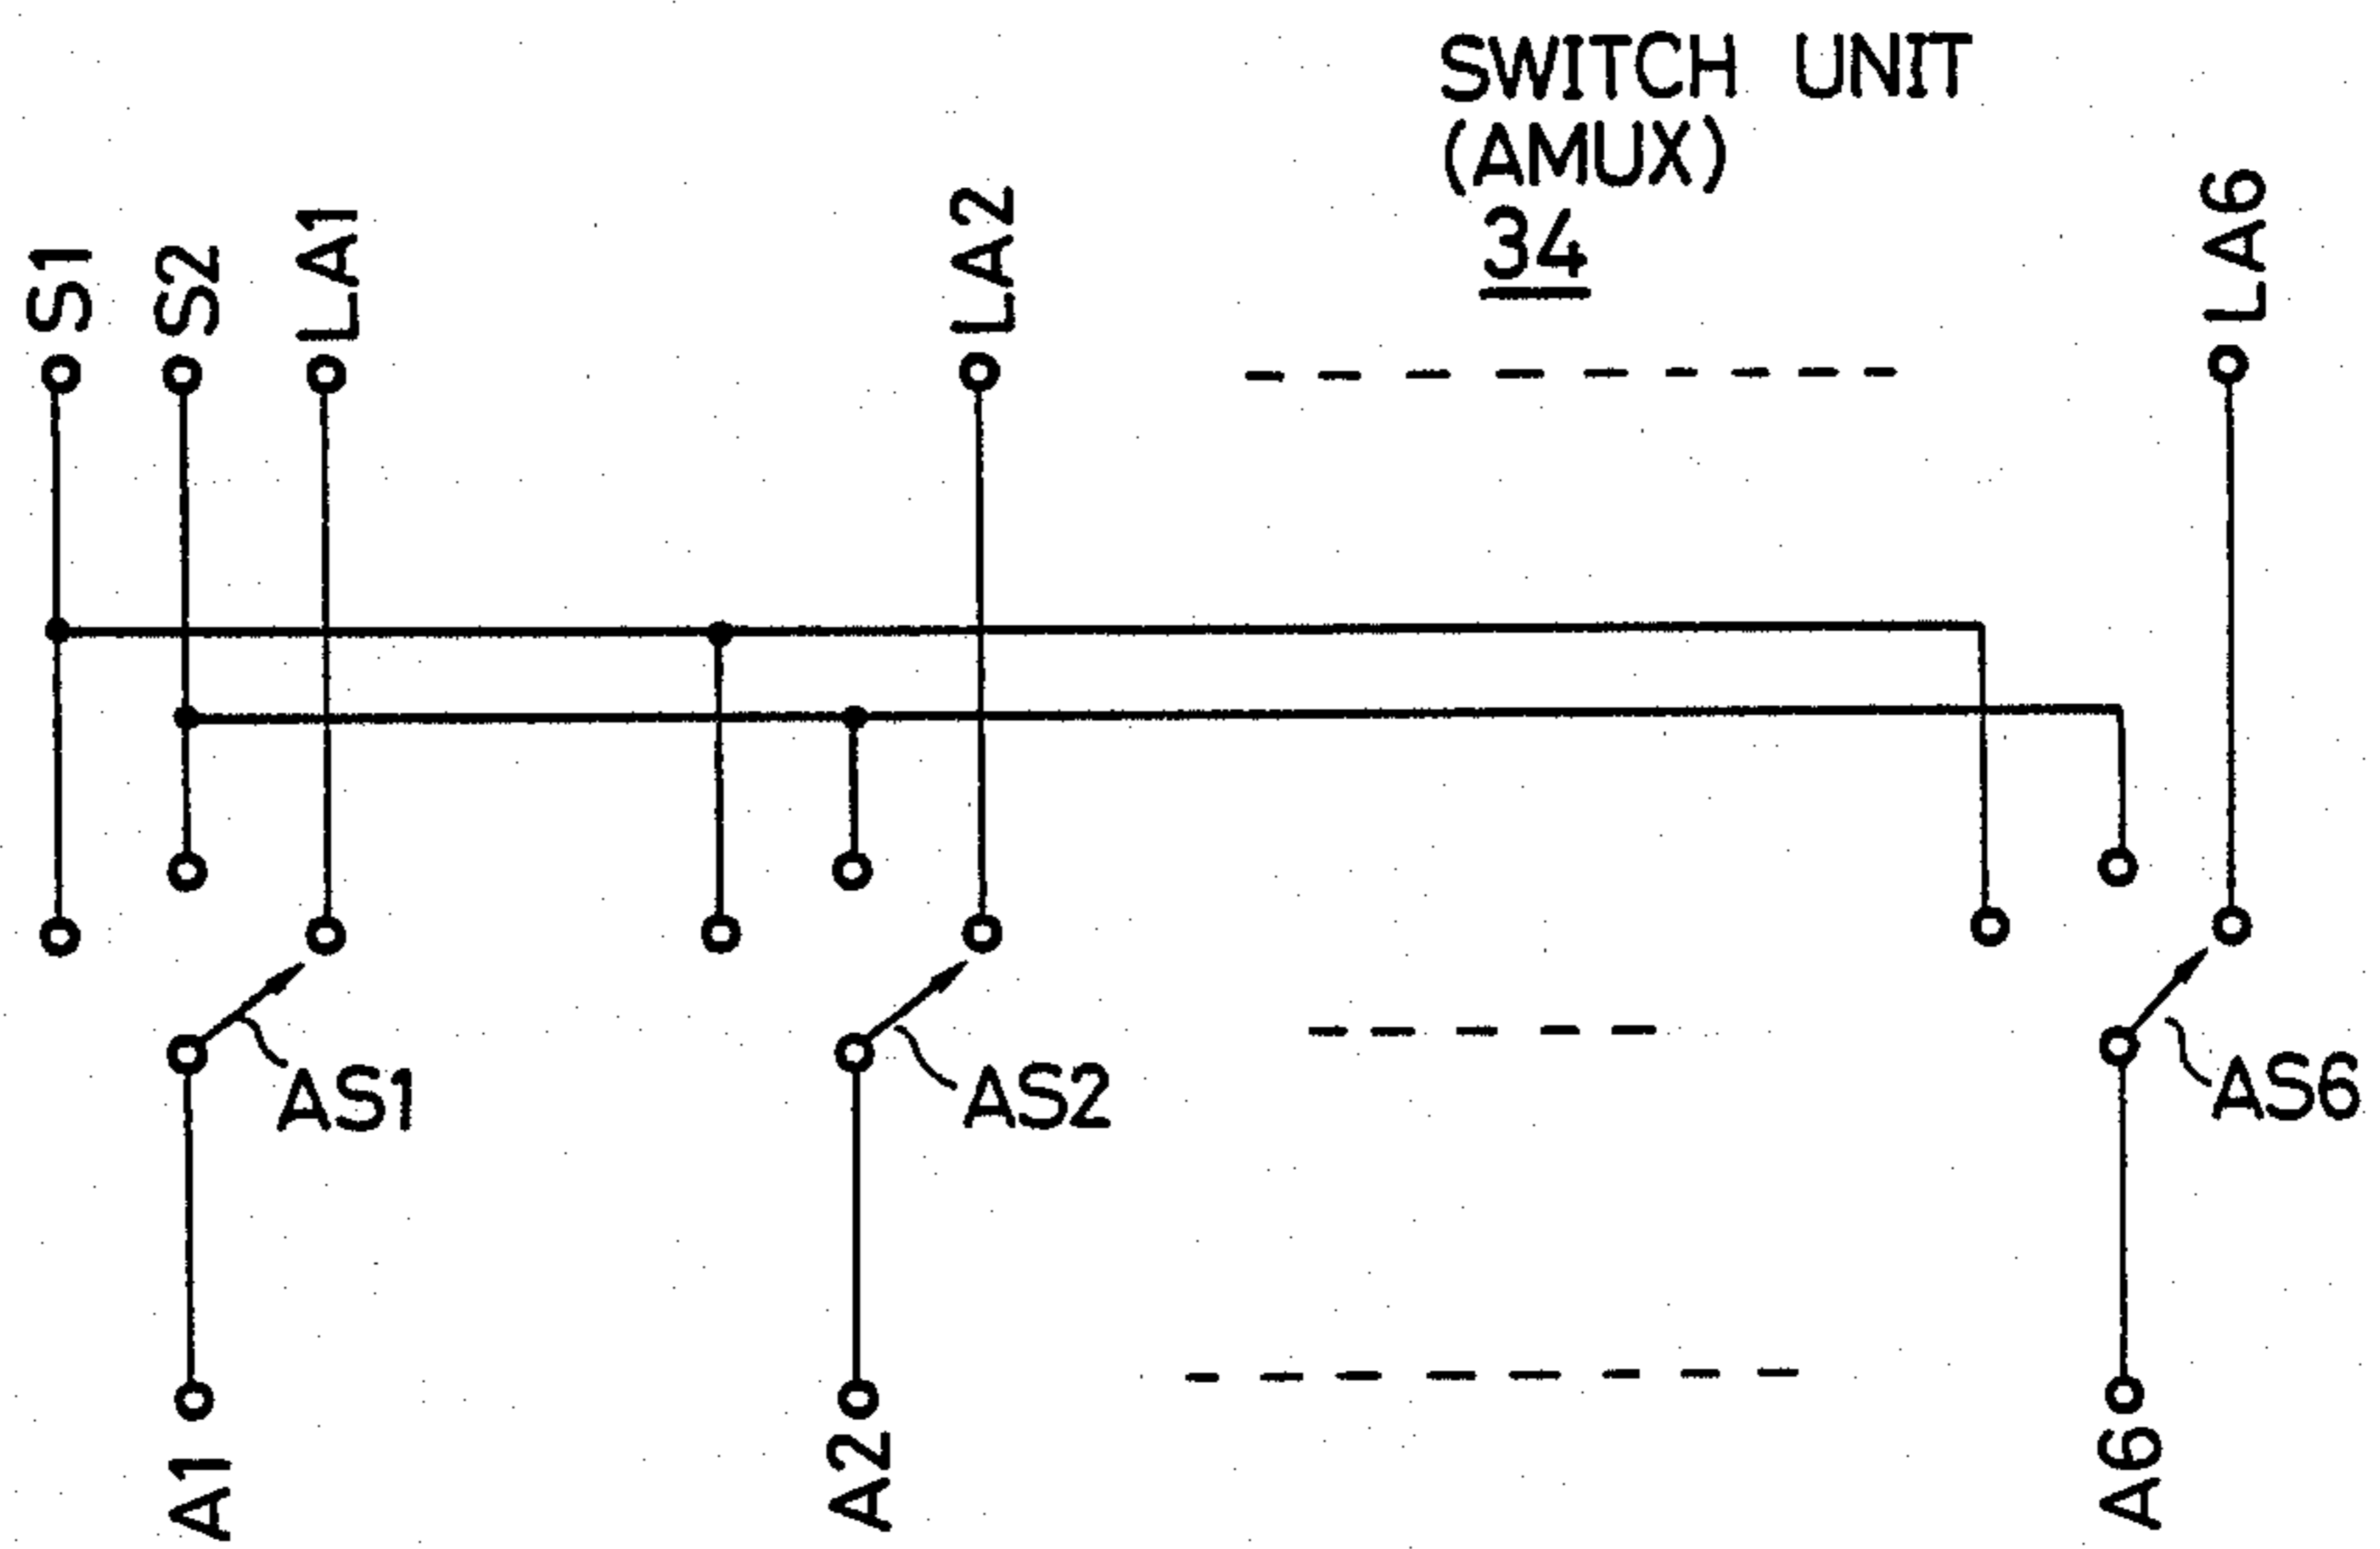 SWITCH UNIT
(AMUX)
34
S1
S2
LA1
LA2
LA6
AS1
AS2
AS6
A1
A2
A6